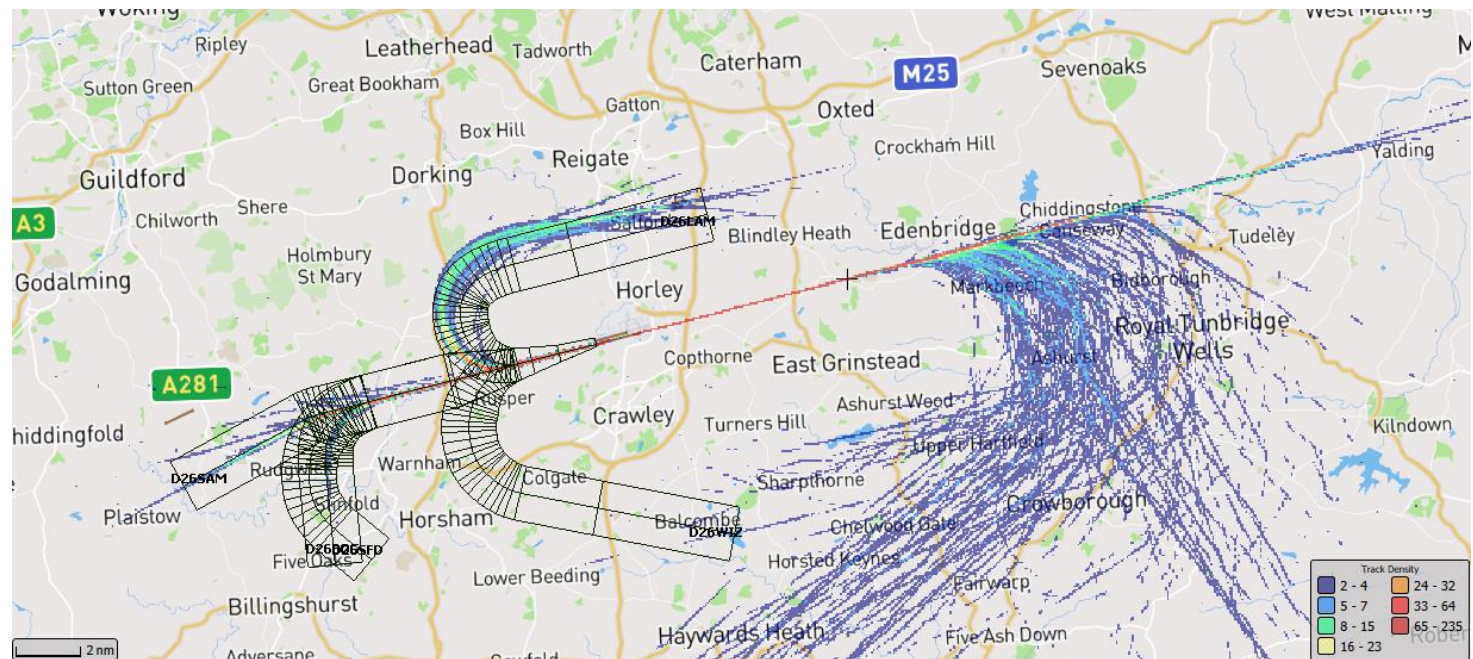 Woking
Ripley
Leatherhead
Tadworth
Caterham
M25
Sevenoaks
West Malling
Sutton Green
Great Bookham
Gatton
Oxted
Box Hill
Crockham Hill
Reigate
Yalding
Guildford
Dorking
A3
Chilworth
Shere
D26LAM
Chiddingstone
Causeway
Blindley Heath
Edenbridge
Tudeley
Holmbury
St Mary
Godalming
Horley
Markbeech
Bidborough
Royal Tunbridge
Wells
Copthorne
East Grinstead
Ashurst
A281
Rusper
Crawley
Ashurst Wood
Turners Hill
Kilndown
hiddingfold
Upper Hartfield
Warnham
D26SAM
Colgate
Sharpthorne
Plaistow
Slinfold
Horsham
Crowborough
Balcombe
D26WIZ
Chelwood Gate
Five Oaks
Lower Beeding
Horsted Keynes
Fairwarp
Billingshurst
Haywards Heath
Five Ash Down
Adversane
2 nm
Track Density
2 - 4
24 - 32
5 - 7
33 - 64
8 - 15
65 - 235
16 - 23